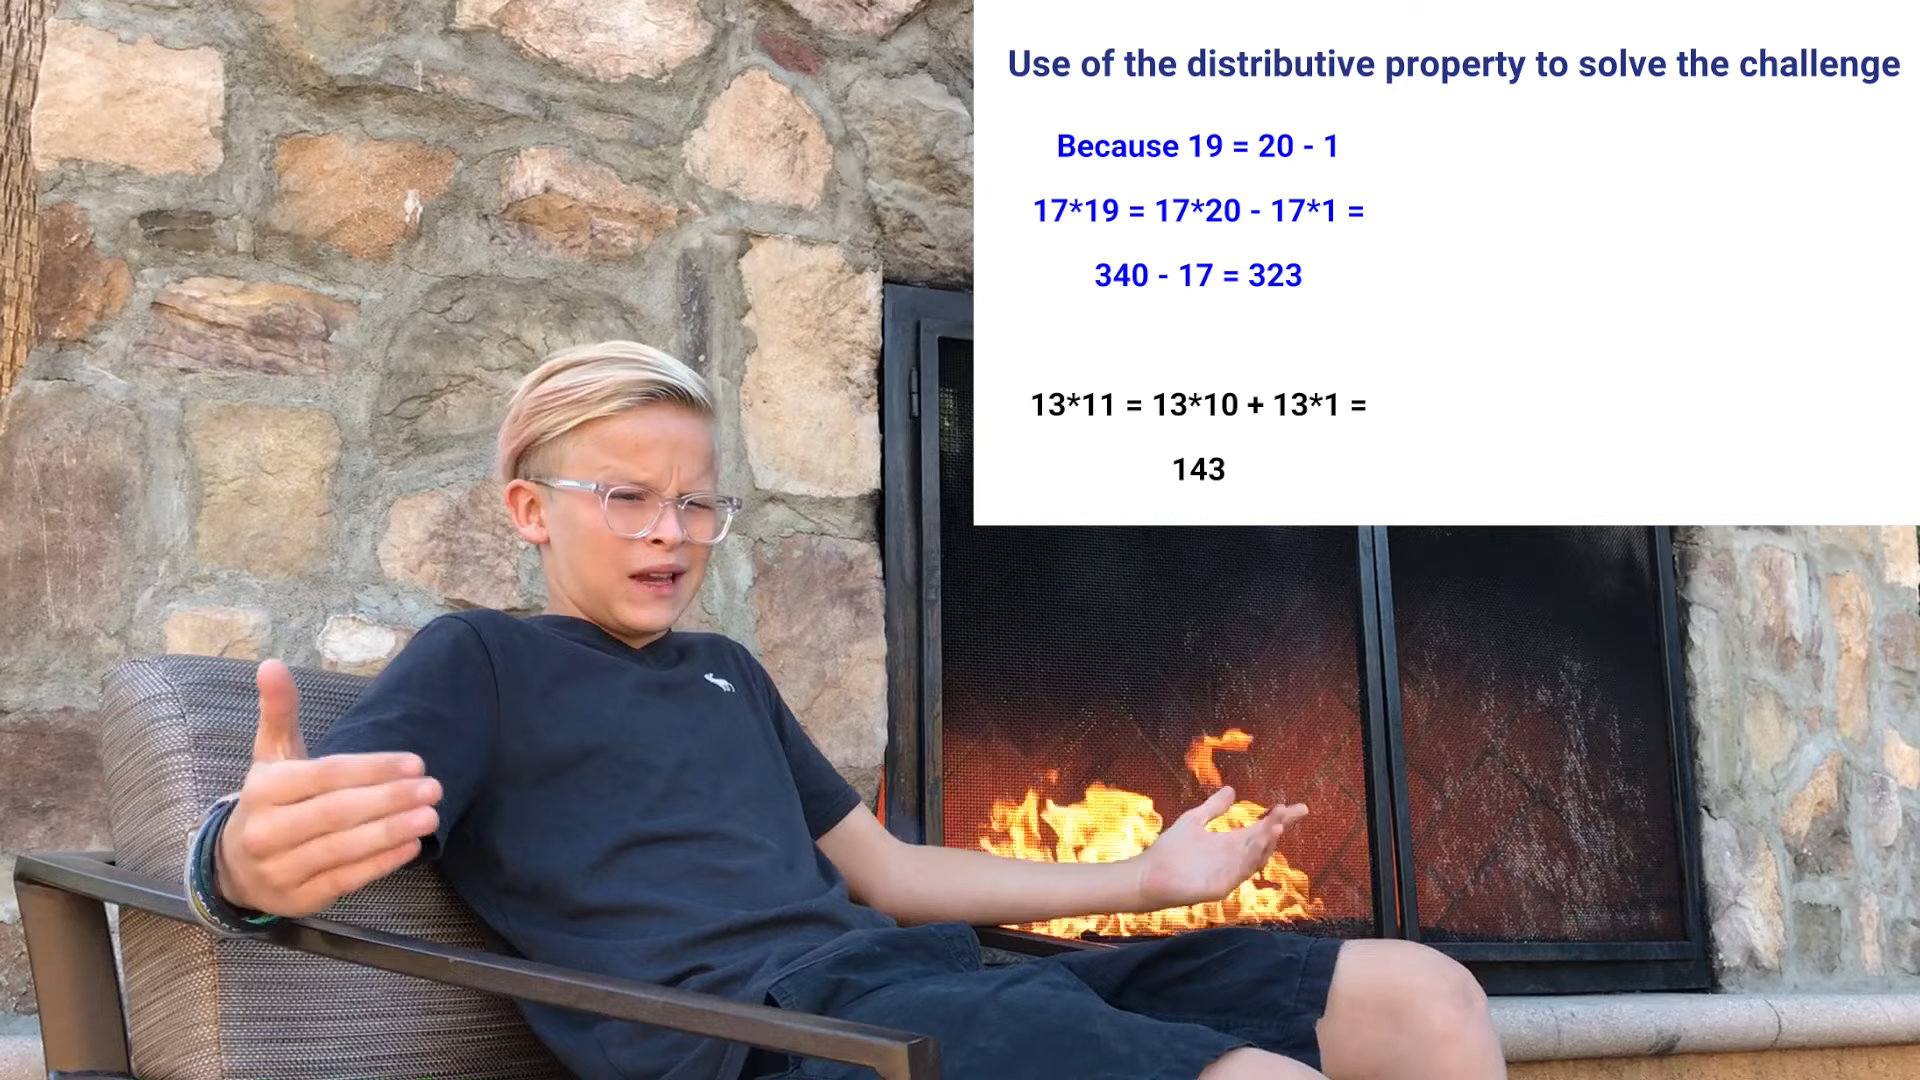 Use of the distributive property to solve the challenge
Because 19 = 20 - 1
17*19 = 17*20 - 17*1 =
340 - 17 = 323
13*11 = 13*10 + 13*1 =
143